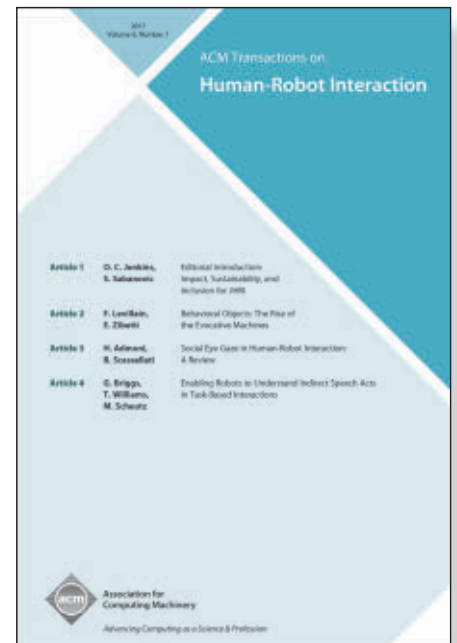 2017
Volume 6, Number 1
ACM Transactions on
Human-Robot Interaction
Article 1 O. C. Jenkins, Editorial Introduction:
S. Sabanovic Impact, Sustainability, and
Inclusion for JHRI
Article 2 F. Levillain, Behavioral Objects: The Rise of
E. Zibetti the Evocative Machines
Article 3 H. Admoni, Social Eye Gaze in Human-Robot Interaction:
B. Scassellati A Review
Article 4 G. Briggs, Enabling Robots to Understand Indirect Speech Acts
T. Williams, in Task-Based Interactions
M. Scheutz
acm
Association for
Computing Machinery
Advancing Computing as a Science & Profession